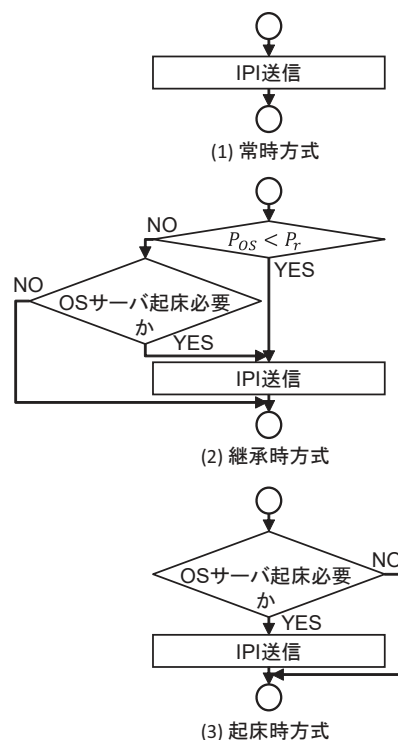 IPI送信
(1) 常時方式
NO
P_{OS} < P_r
NO
YES
OSサーバ起床必要
か
YES
IPI送信
(2) 継承時方式
OSサーバ起床必要
か
NO
YES
IPI送信
(3) 起床時方式